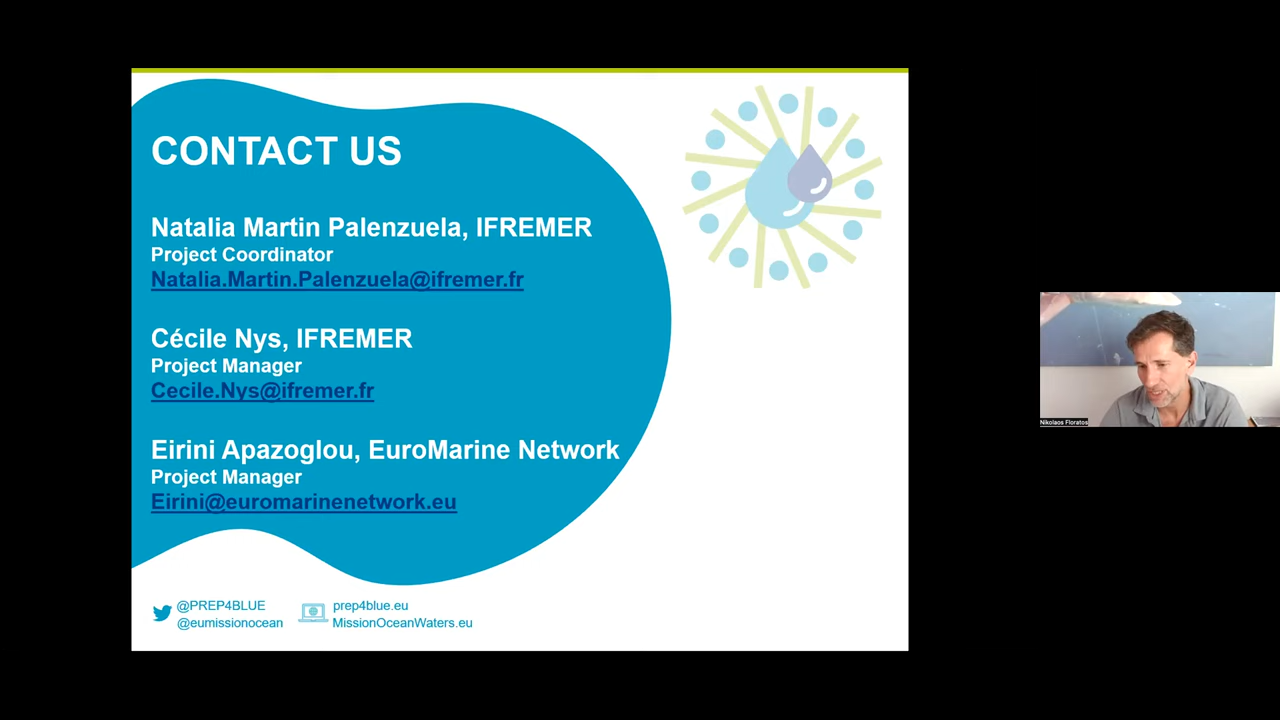 CONTACT US
Natalia Martin Palenzuela, IFREMER
Project Coordinator
Natalia.Martin.Palenzuela@ifremer.fr
Cécile Nys, IFREMER
Project Manager
Cecile.Nys@ifremer.fr
Eirini Apazoglou, EuroMarine Network
Project Manager
Eirini@euromarinenetwork.eu
@PREP4BLUE
@eumissionocean
prep4blue.eu
MissionOceanWaters.eu
Nikolaos Floratos